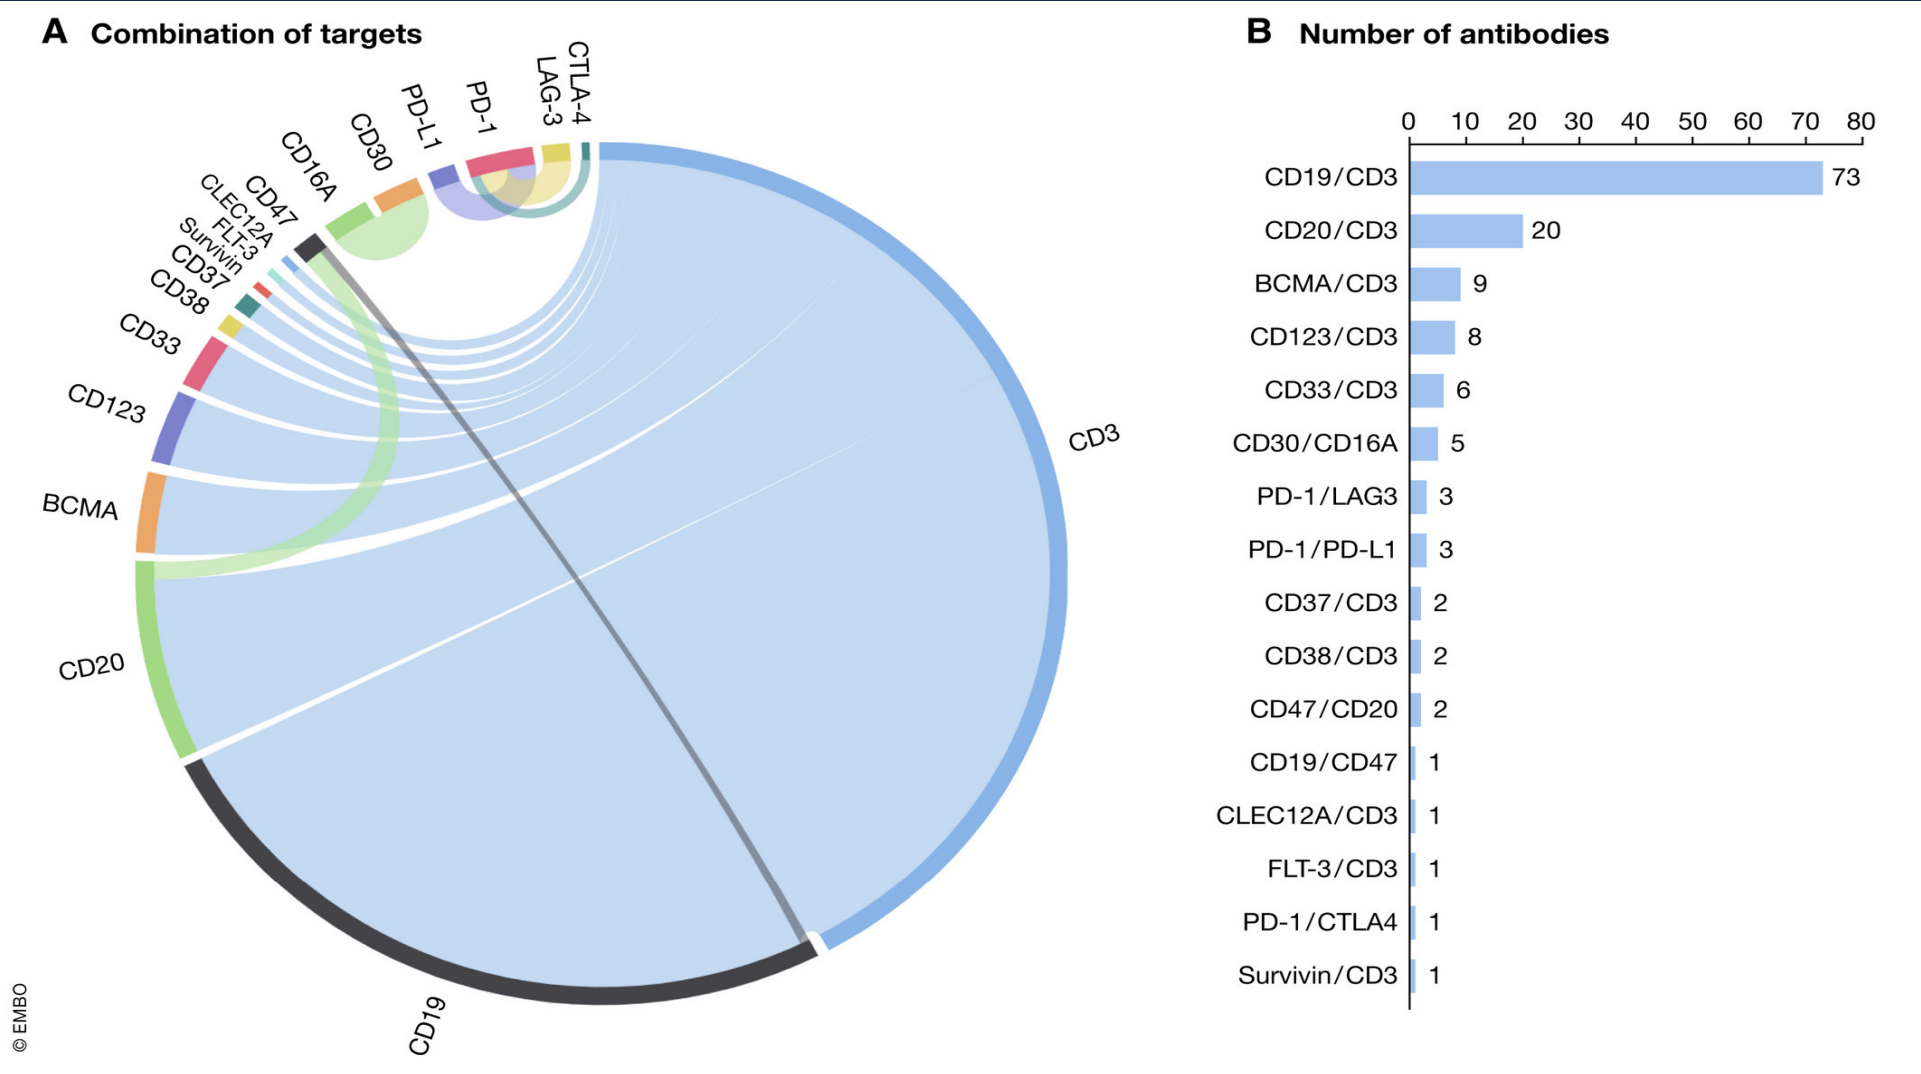 A Combination of targets
CTLA-4
LAG-3
PD-1
PD-L1
CD30
CD16A
CD47
CLEC12A
FLT-3
Survivin
CD37
CD38
CD33
CD123
BCMA
CD20
CD19
CD3
© EMBO
B Number of antibodies
0 10 20 30 40 50 60 70 80
CD19/CD3 73
CD20/CD3 20
BCMA/CD3 9
CD123/CD3 8
CD33/CD3 6
CD30/CD16A 5
PD-1/LAG3 3
PD-1/PD-L1 3
CD37/CD3 2
CD38/CD3 2
CD47/CD20 2
CD19/CD47 1
CLEC12A/CD3 1
FLT-3/CD3 1
PD-1/CTLA4 1
Survivin/CD3 1